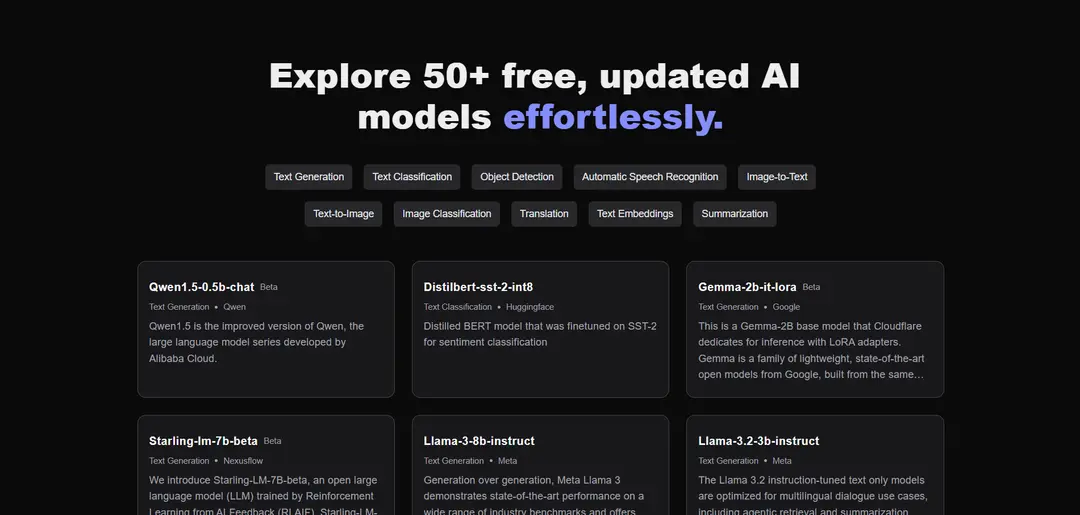 Explore 50+ free, updated AI
models effortlessly.
Text Generation
Text Classification
Object Detection
Automatic Speech Recognition
Image-to-Text
Text-to-Image
Image Classification
Translation
Text Embeddings
Summarization
Qwen1.5-0.5b-chat Beta
Text Generation • Qwen
Qwen1.5 is the improved version of Qwen, the
large language model series developed by
Alibaba Cloud.
Distilbert-sst-2-int8
Text Classification • Huggingface
Distilled BERT model that was finetuned on SST-2
for sentiment classification
Gemma-2b-it-lora Beta
Text Generation • Google
This is a Gemma-2B base model that Cloudflare
dedicates for inference with LoRA adapters.
Gemma is a family of lightweight, state-of-the-art
open models from Google, built from the same…
Starling-lm-7b-beta Beta
Text Generation • Nexusflow
We introduce Starling-LM-7B-beta, an open large
language model (LLM) trained by Reinforcement
Learning from AI Feedback (RLAIF). Starling-LM-
Llama-3-8b-instruct
Text Generation • Meta
Generation over generation, Meta Llama 3
demonstrates state-of-the-art performance on a
wide range of industry benchmarks and offers
Llama-3.2-3b-instruct
Text Generation • Meta
The Llama 3.2 instruction-tuned text only models
are optimized for multilingual dialogue use cases,
including agentic retrieval and summarization